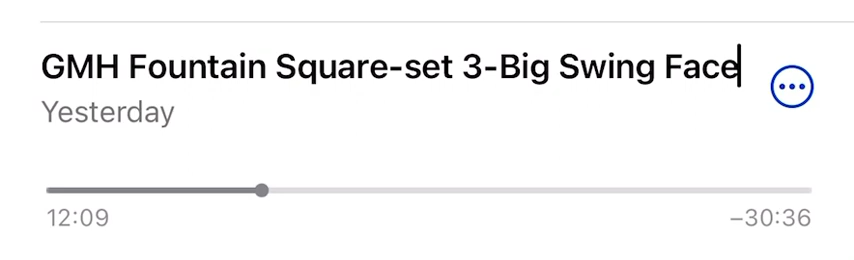 GMH Fountain Square-set 3-Big Swing Face
Yesterday
12:09
–30:36